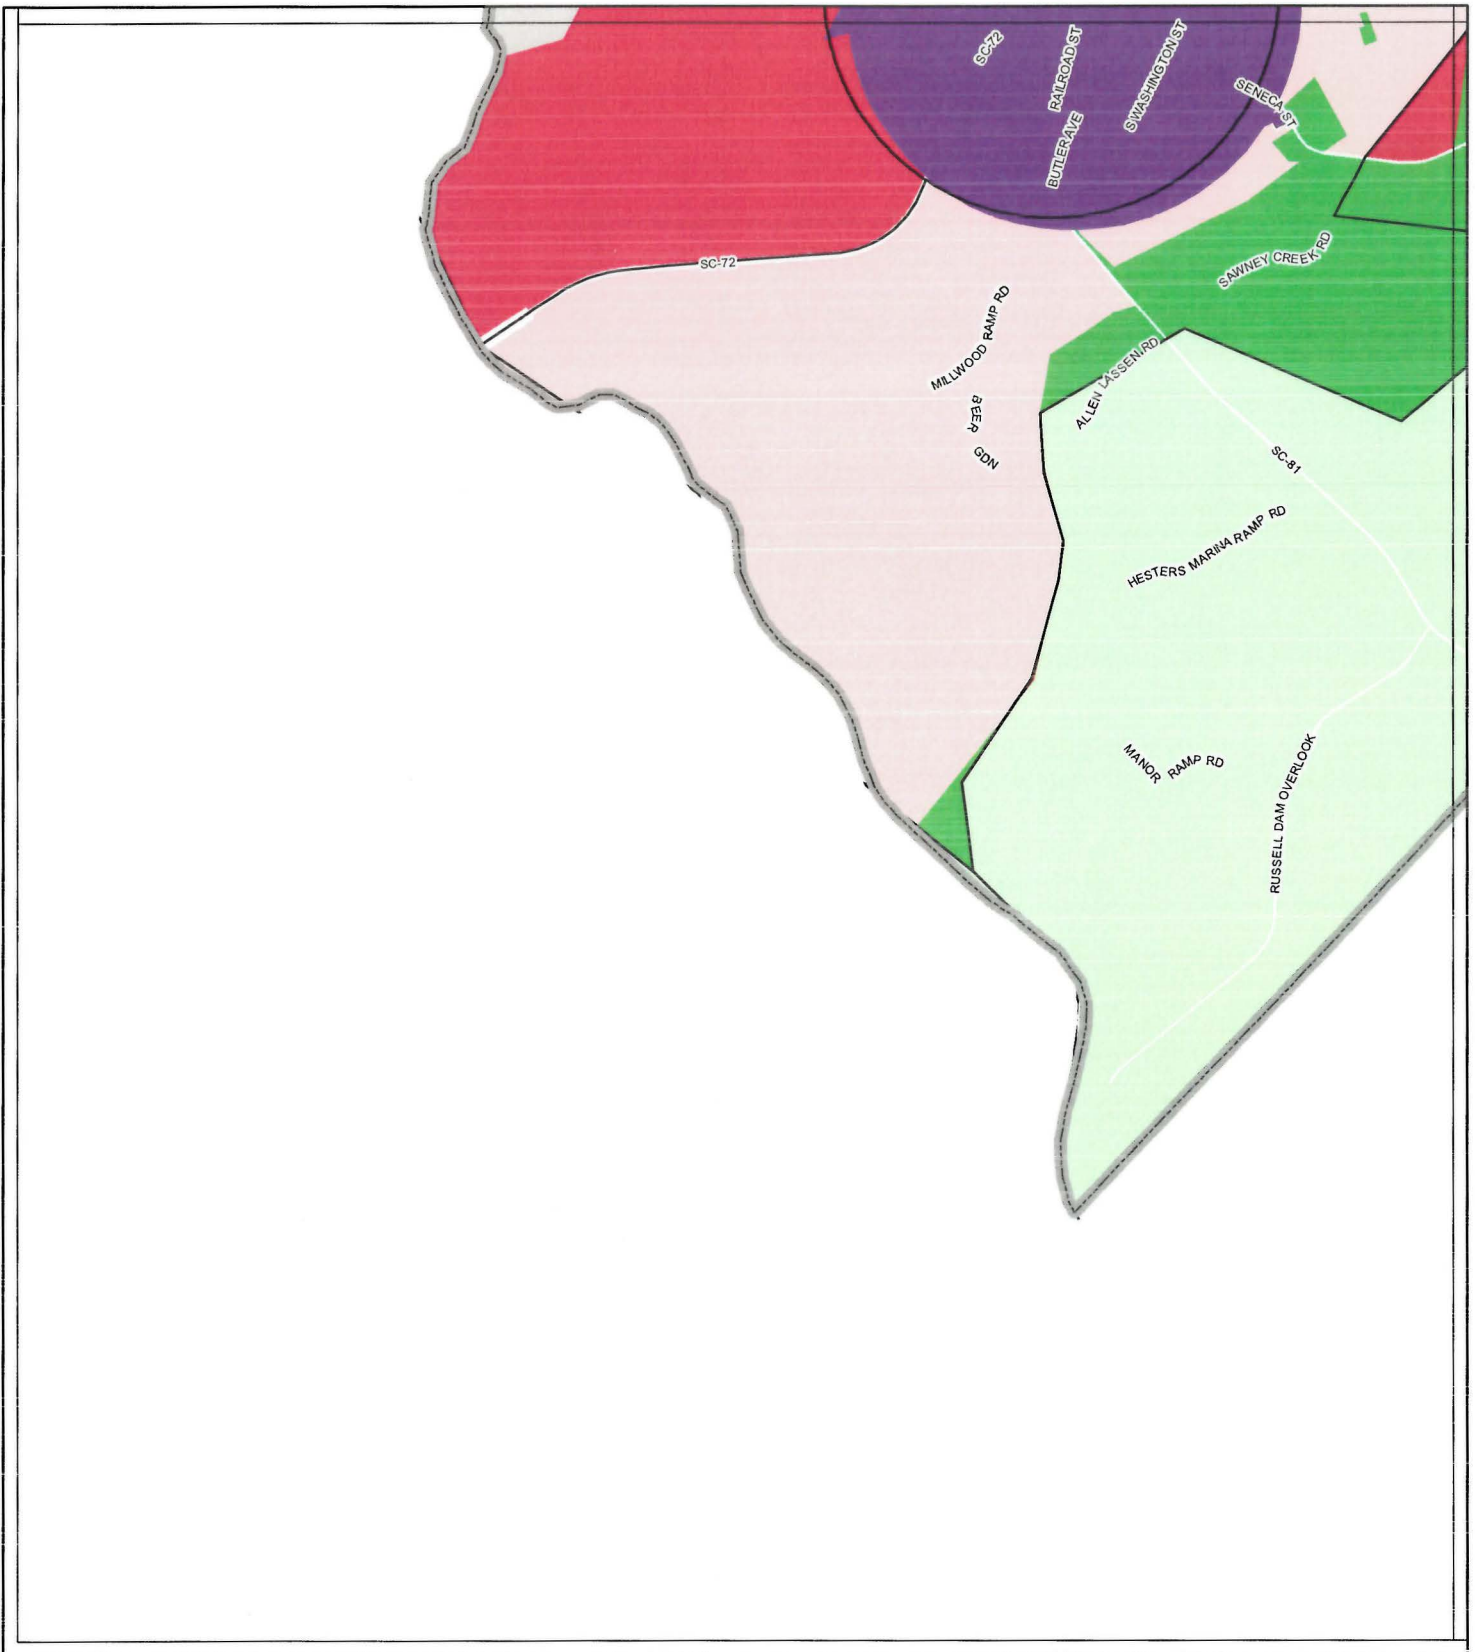 SC-72
RAILROAD ST
S WASHINGTON ST
BUTLER AVE
SENECA ST
SC-72
SAWNEY CREEK RD
MILLWOOD RAMP RD
ALLEN LASSEN RD
BEER GDN
SC-81
HESTERS MARINA RAMP RD
MANOR RAMP RD
RUSSELL DAM OVERLOOK